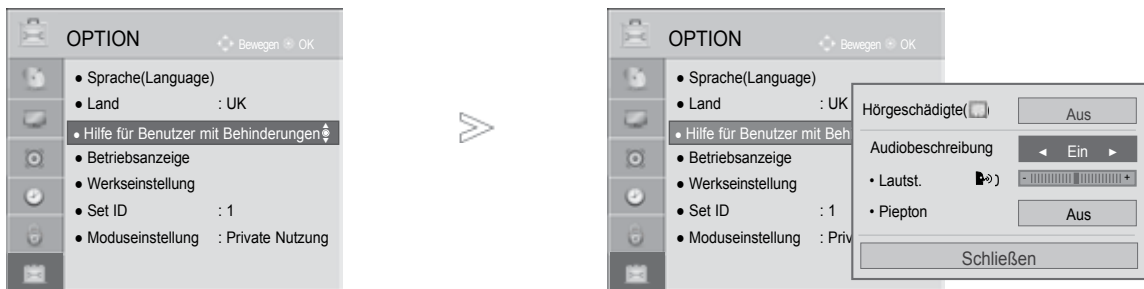 OPTION
Bewegen OK
• Sprache(Language)
• Land : UK
• Hilfe für Benutzer mit Behinderungen
• Betriebsanzeige
• Werkseinstellung
• Set ID : 1
• Moduseinstellung : Private Nutzung
OPTION
Bewegen OK
• Sprache(Language)
• Land : UK
• Hilfe für Benutzer mit Beh
• Betriebsanzeige
• Werkseinstellung
• Set ID : 1
• Moduseinstellung : Priv
Hörgeschädigte( ) Aus
Audiobeschreibung ◄ Ein ►
• Lautst. - +
• Piepton Aus
Schließen